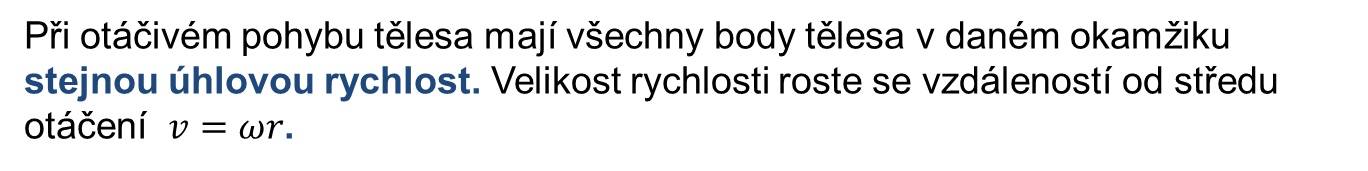 Při otáčivém pohybu tělesa mají všechny body tělesa v daném okamžiku
stejnou úhlovou rychlost. Velikost rychlosti roste se vzdáleností od středu
otáčení v = ωr.